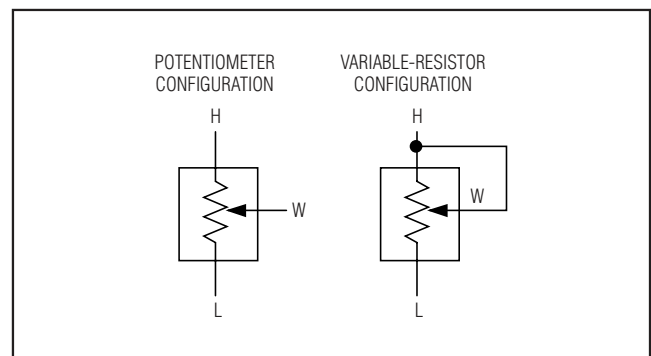 POTENTIOMETER
CONFIGURATION
H
W
L
VARIABLE-RESISTOR
CONFIGURATION
H
W
L